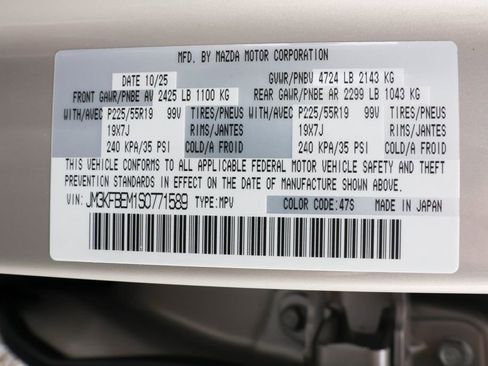 MFD. BY MAZDA MOTOR CORPORATION
DATE 10/25 GVWR/PNBV 4724 LB 2143 KG
FRONT GAWR/PNBE AV 2425 LB 1100 KG REAR GAWR/PNBE AR 2299 LB 1043 KG
WITH/AVEC P225/55R19 99V TIRES/PNEUS WITH/AVEC P225/55R19 99V TIRES/PNEUS
19X7J RIMS/JANTES 19X7J RIMS/JANTES
240 KPA/35 PSI COLD/A FROID 240 KPA/35 PSI COLD/A FROID
THIS VEHICLE CONFORMS TO ALL APPLICABLE FEDERAL MOTOR VEHICLE SAFETY AND THEFT
PREVENTION STANDARDS IN EFFECT ON THE DATE OF MANUFACTURE SHOWN ABOVE.
VIN: JM3KFBEM1S0771589 TYPE:MPV COLOR CODE:47S MADE IN JAPAN